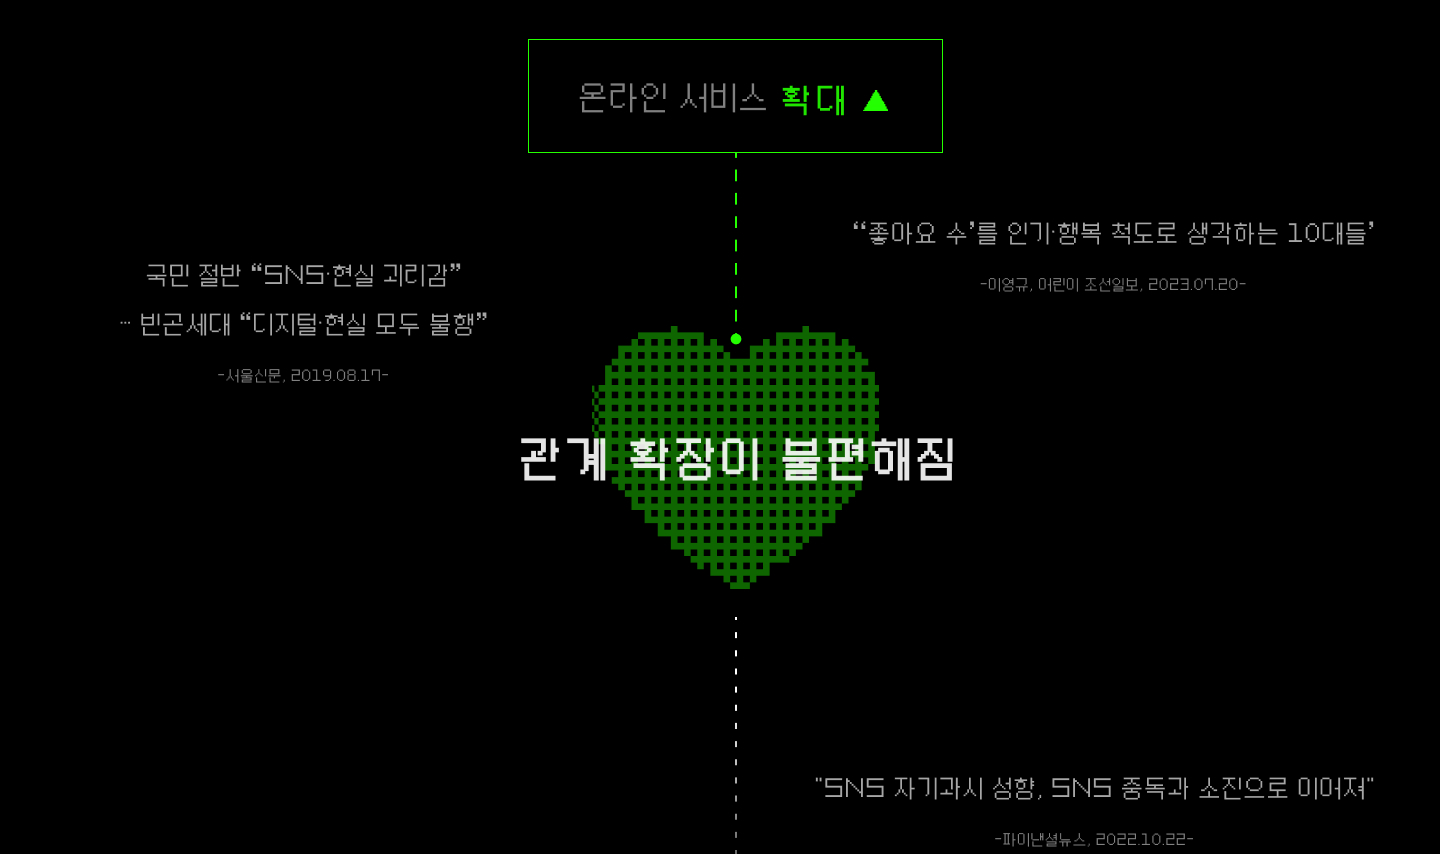 온라인 서비스 확대 ▲
“‘좋아요 수’를 인기·행복 척도로 생각하는 10대들’
-이영규, 어린이 조선일보, 2023.07.20-
국민 절반 “SNS·현실 괴리감”
… 빈곤세대 “디지털·현실 모두 불행”
-서울신문, 2019.08.17-
관계 확장이 불편해짐
"SNS 자기과시 성향, SNS 중독과 소진으로 이어져"
-파이낸셜뉴스, 2022.10.22-